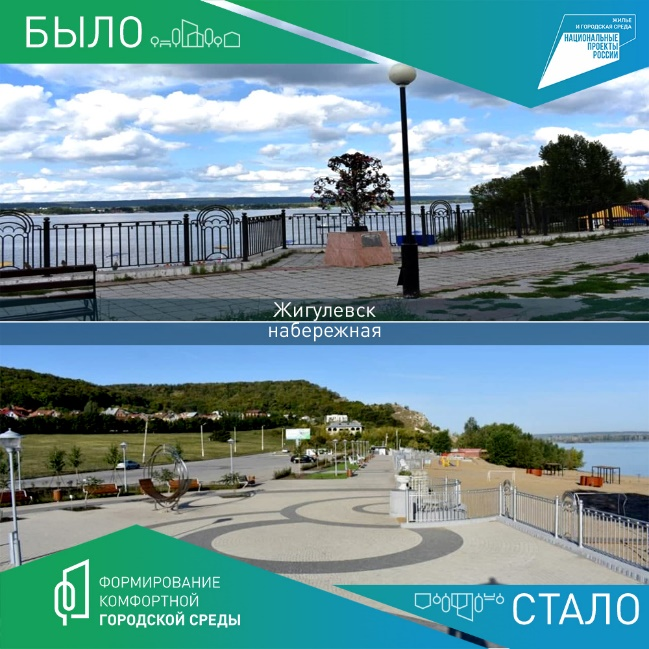 БЫЛО
ЖИЛЬЕ
И ГОРОДСКАЯ СРЕДА
НАЦИОНАЛЬНЫЕ
ПРОЕКТЫ
РОССИИ
Жигулевск
набережная
ФОРМИРОВАНИЕ
КОМФОРТНОЙ
ГОРОДСКОЙ СРЕДЫ
СТАЛО